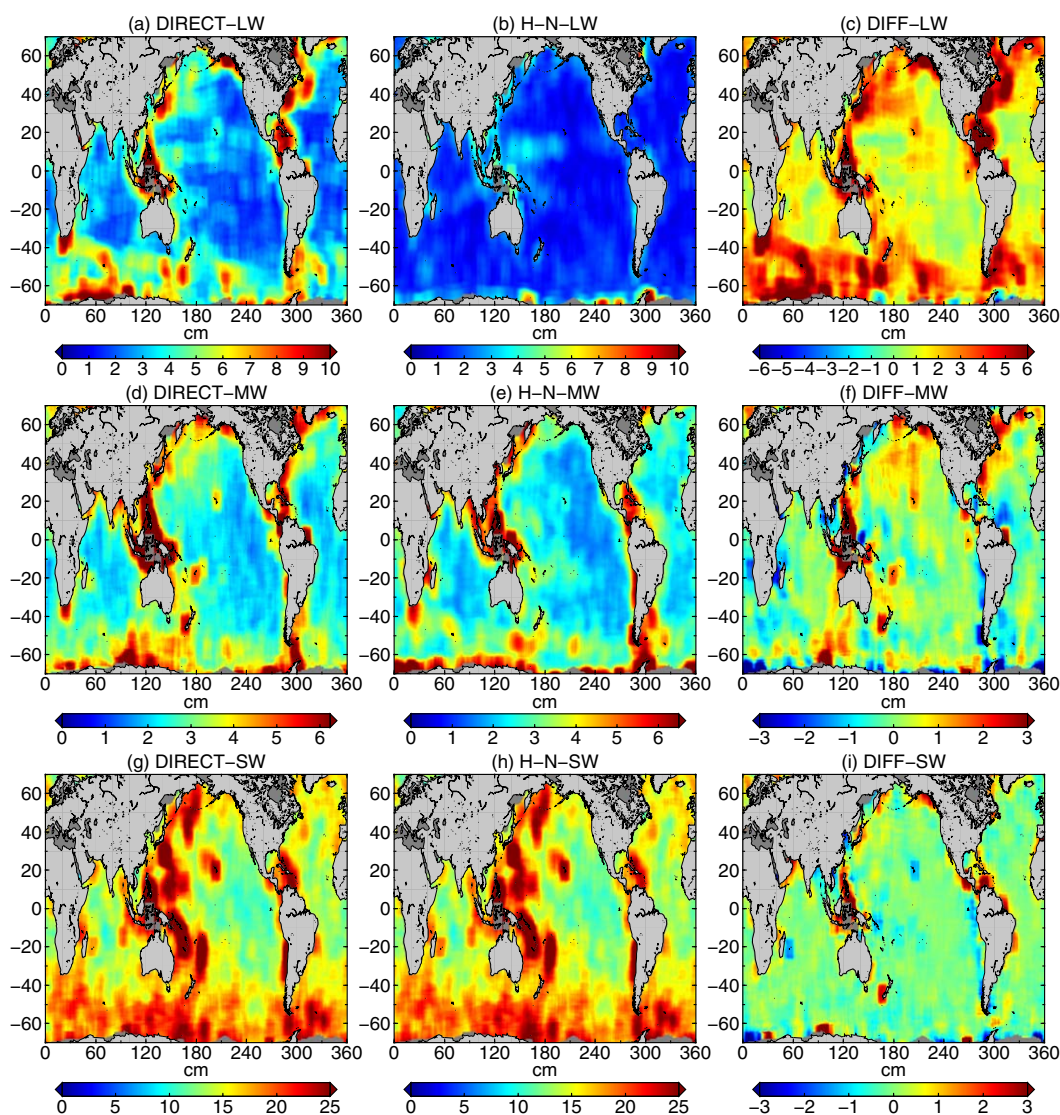 (a) DIRECT−LW (b) H−N−LW (c) DIFF−LW
60 60 60
40 40 40
20 20 20
0 0 0
−20 −20 −20
−40 −40 −40
−60 −60 −60
0 60 120 180 240 300 360 0 60 120 180 240 300 360 0 60 120 180 240 300 360
cm cm cm
0 1 2 3 4 5 6 7 8 9 10 0 1 2 3 4 5 6 7 8 9 10 −6 −5 −4 −3 −2 −1 0 1 2 3 4 5 6
(d) DIRECT−MW (e) H−N−MW (f) DIFF−MW
60 60 60
40 40 40
20 20 20
0 0 0
−20 −20 −20
−40 −40 −40
−60 −60 −60
0 60 120 180 240 300 360 0 60 120 180 240 300 360 0 60 120 180 240 300 360
cm cm cm
0 1 2 3 4 5 6 0 1 2 3 4 5 6 −3 −2 −1 0 1 2 3
(g) DIRECT−SW (h) H−N−SW (i) DIFF−SW
60 60 60
40 40 40
20 20 20
0 0 0
−20 −20 −20
−40 −40 −40
−60 −60 −60
0 60 120 180 240 300 360 0 60 120 180 240 300 360 0 60 120 180 240 300 360
cm cm cm
0 5 10 15 20 25 0 5 10 15 20 25 −3 −2 −1 0 1 2 3